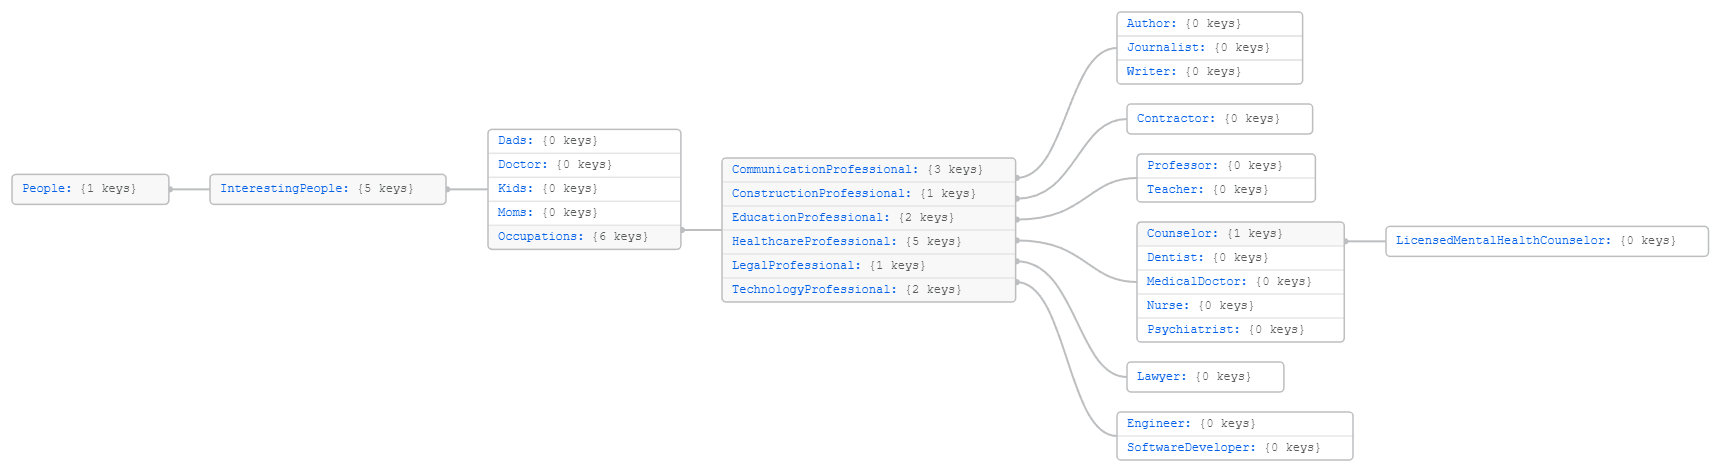 People: {1 keys}
InterestingPeople: {5 keys}
Dads: {0 keys}
Doctor: {0 keys}
Kids: {0 keys}
Moms: {0 keys}
Occupations: {6 keys}
CommunicationProfessional: {3 keys}
ConstructionProfessional: {1 keys}
EducationProfessional: {2 keys}
HealthcareProfessional: {5 keys}
LegalProfessional: {1 keys}
TechnologyProfessional: {2 keys}
Author: {0 keys}
Journalist: {0 keys}
Writer: {0 keys}
Contractor: {0 keys}
Professor: {0 keys}
Teacher: {0 keys}
Counselor: {1 keys}
Dentist: {0 keys}
MedicalDoctor: {0 keys}
Nurse: {0 keys}
Psychiatrist: {0 keys}
LicensedMentalHealthCounselor: {0 keys}
Lawyer: {0 keys}
Engineer: {0 keys}
SoftwareDeveloper: {0 keys}